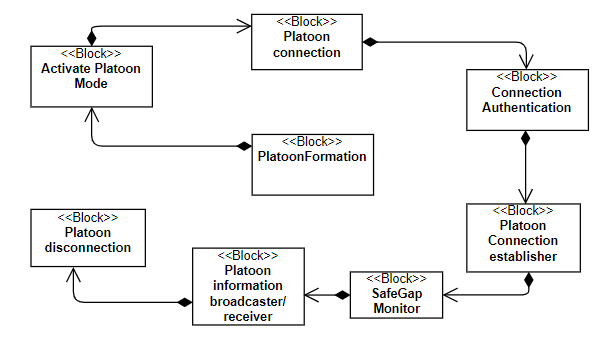 <<Block>>
Platoon
connection
<<Block>>
Activate Platoon
Mode
<<Block>>
Connection
Authentication
<<Block>>
PlatoonFormation
<<Block>>
Platoon
Connection
establisher
<<Block>>
Platoon
disconnection
<<Block>>
Platoon
information
broadcaster/
receiver
<<Block>>
SafeGap
Monitor